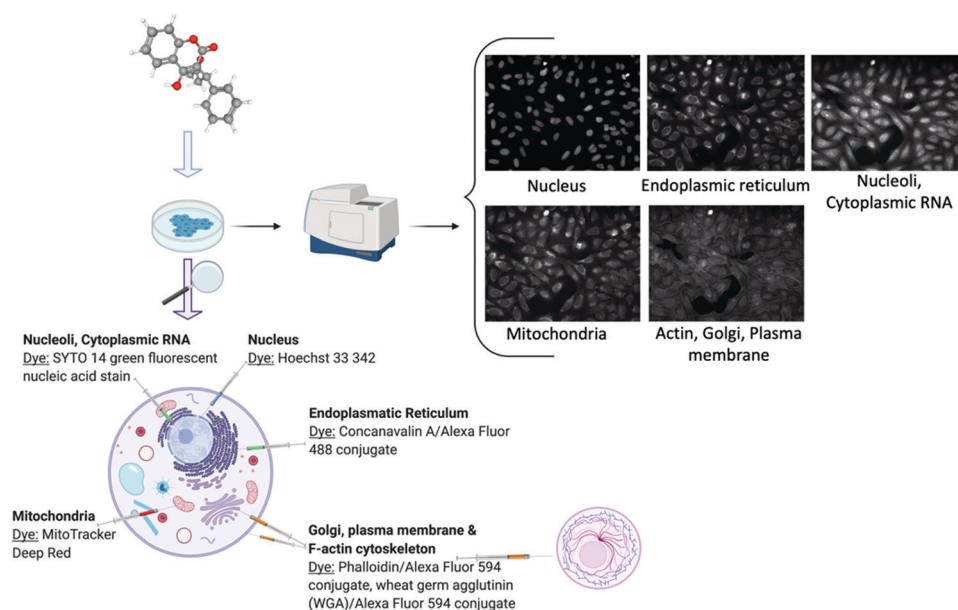 Nucleus
Endoplasmic reticulum
Nucleoli,
Cytoplasmic RNA
Mitochondria
Actin, Golgi, Plasma
membrane
Nucleoli, Cytoplasmic RNA
Dye: SYTO 14 green fluorescent
nucleic acid stain
Nucleus
Dye: Hoechst 33 342
Endoplasmatic Reticulum
Dye: Concanavalin A/Alexa Fluor
488 conjugate
Mitochondria
Dye: MitoTracker
Deep Red
Golgi, plasma membrane &
F-actin cytoskeleton
Dye: Phalloidin/Alexa Fluor 594
conjugate, wheat germ agglutinin
(WGA)/Alexa Fluor 594 conjugate